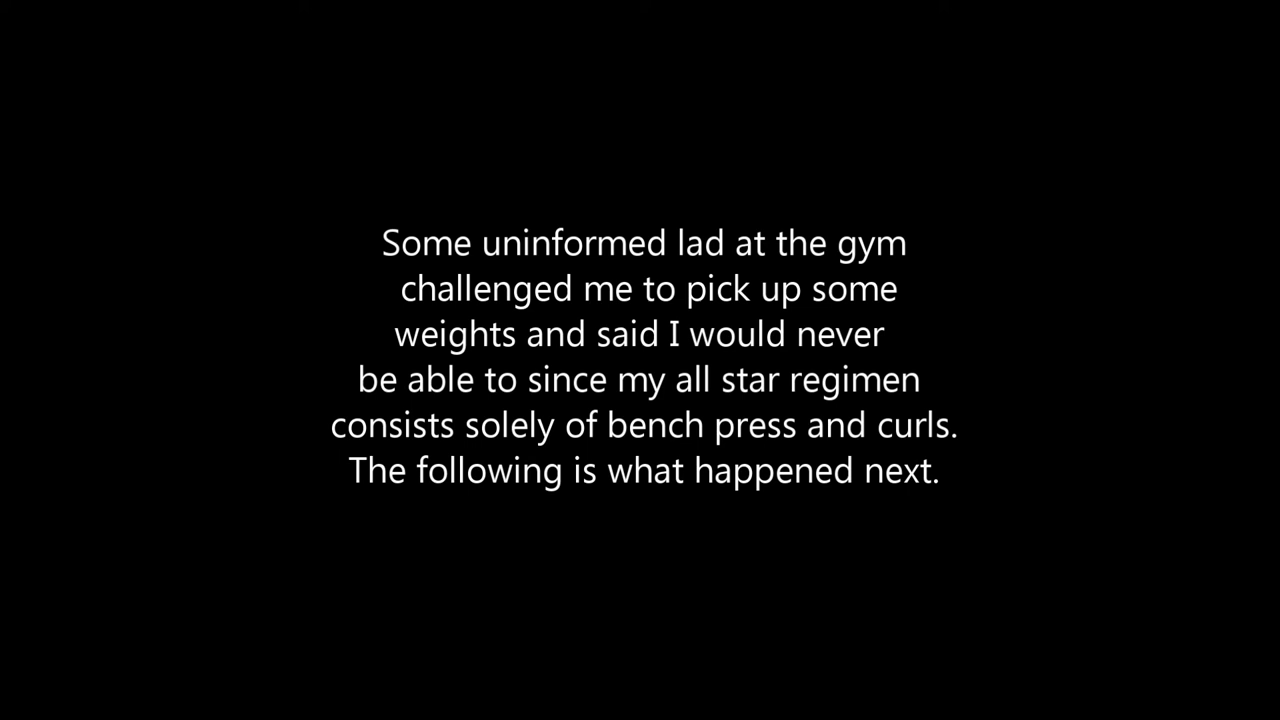 Some uninformed lad at the gym
challenged me to pick up some
weights and said I would never
be able to since my all star regimen
consists solely of bench press and curls.
The following is what happened next.